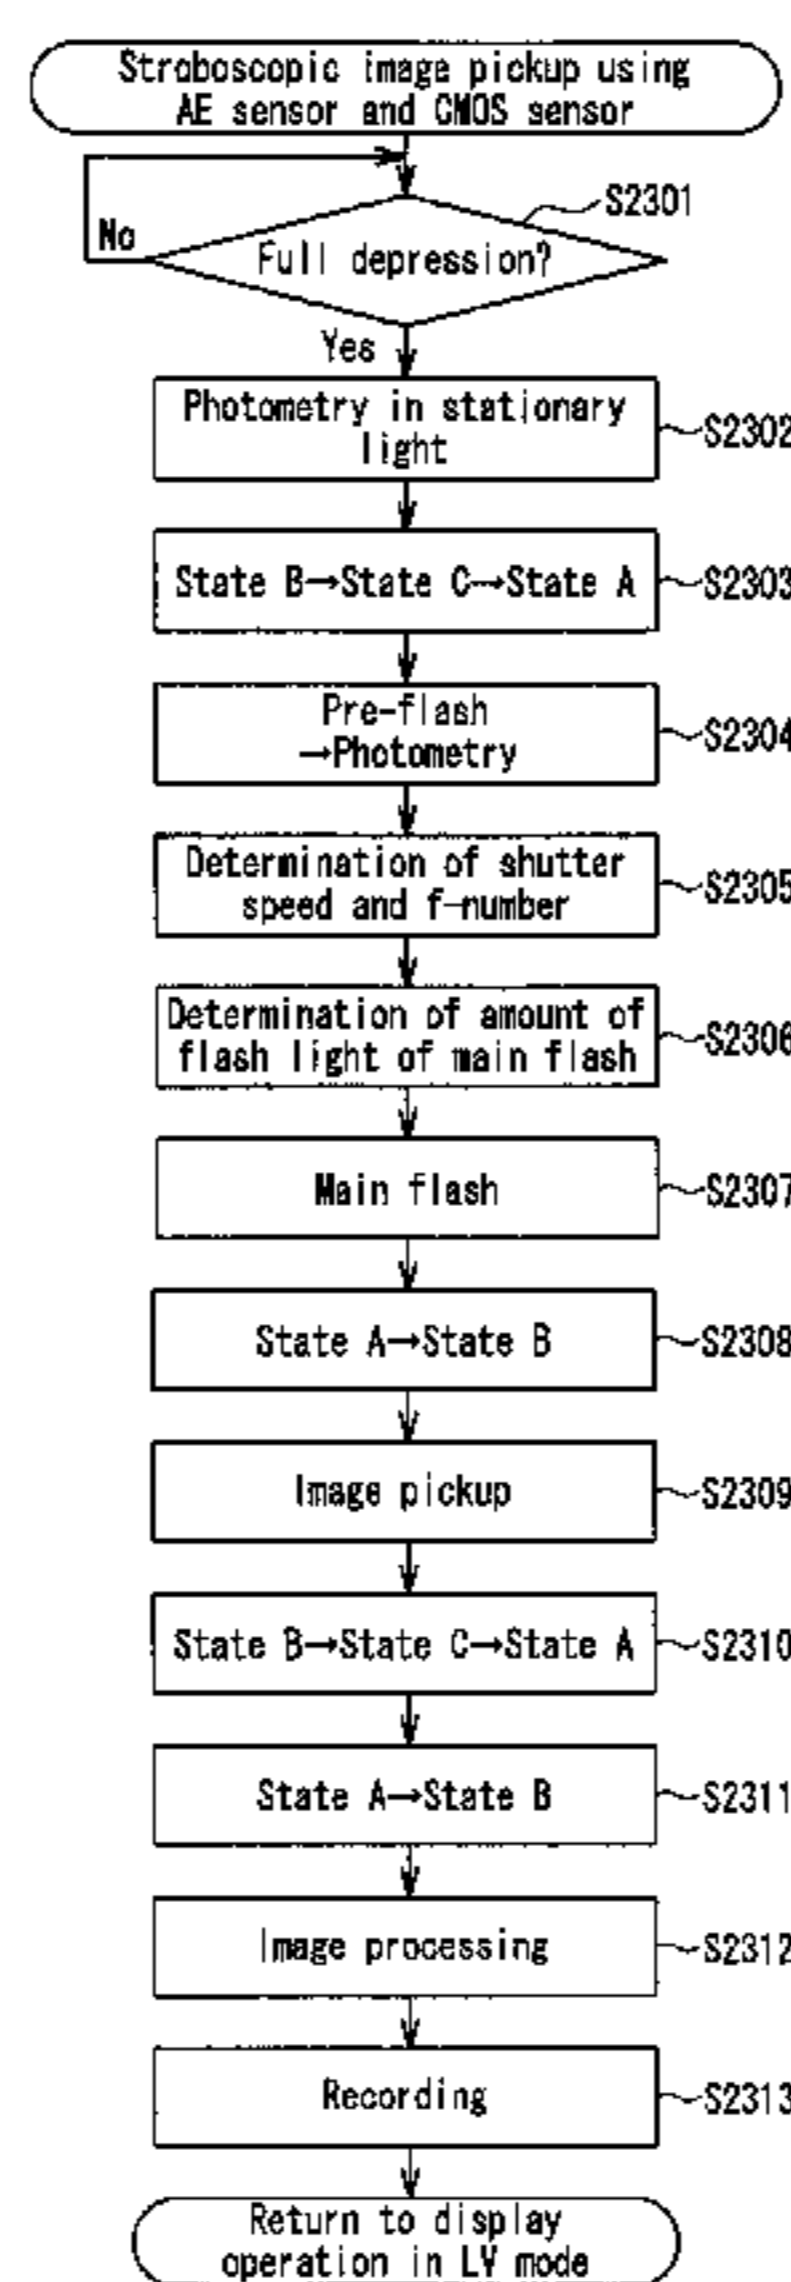 Stroboscopic image pickup using
AE sensor and CMOS sensor
S2301
No
Full depression?
Yes
Photometry in stationary
light
S2302
State B→State C→State A
S2303
Pre-flash
→Photometry
S2304
Determination of shutter
speed and f-number
S2305
Determination of amount of
flash light of main flash
S2306
Main flash
S2307
State A→State B
S2308
Image pickup
S2309
State B→State C→State A
S2310
State A→State B
S2311
Image processing
S2312
Recording
S2313
Return to display
operation in LV mode